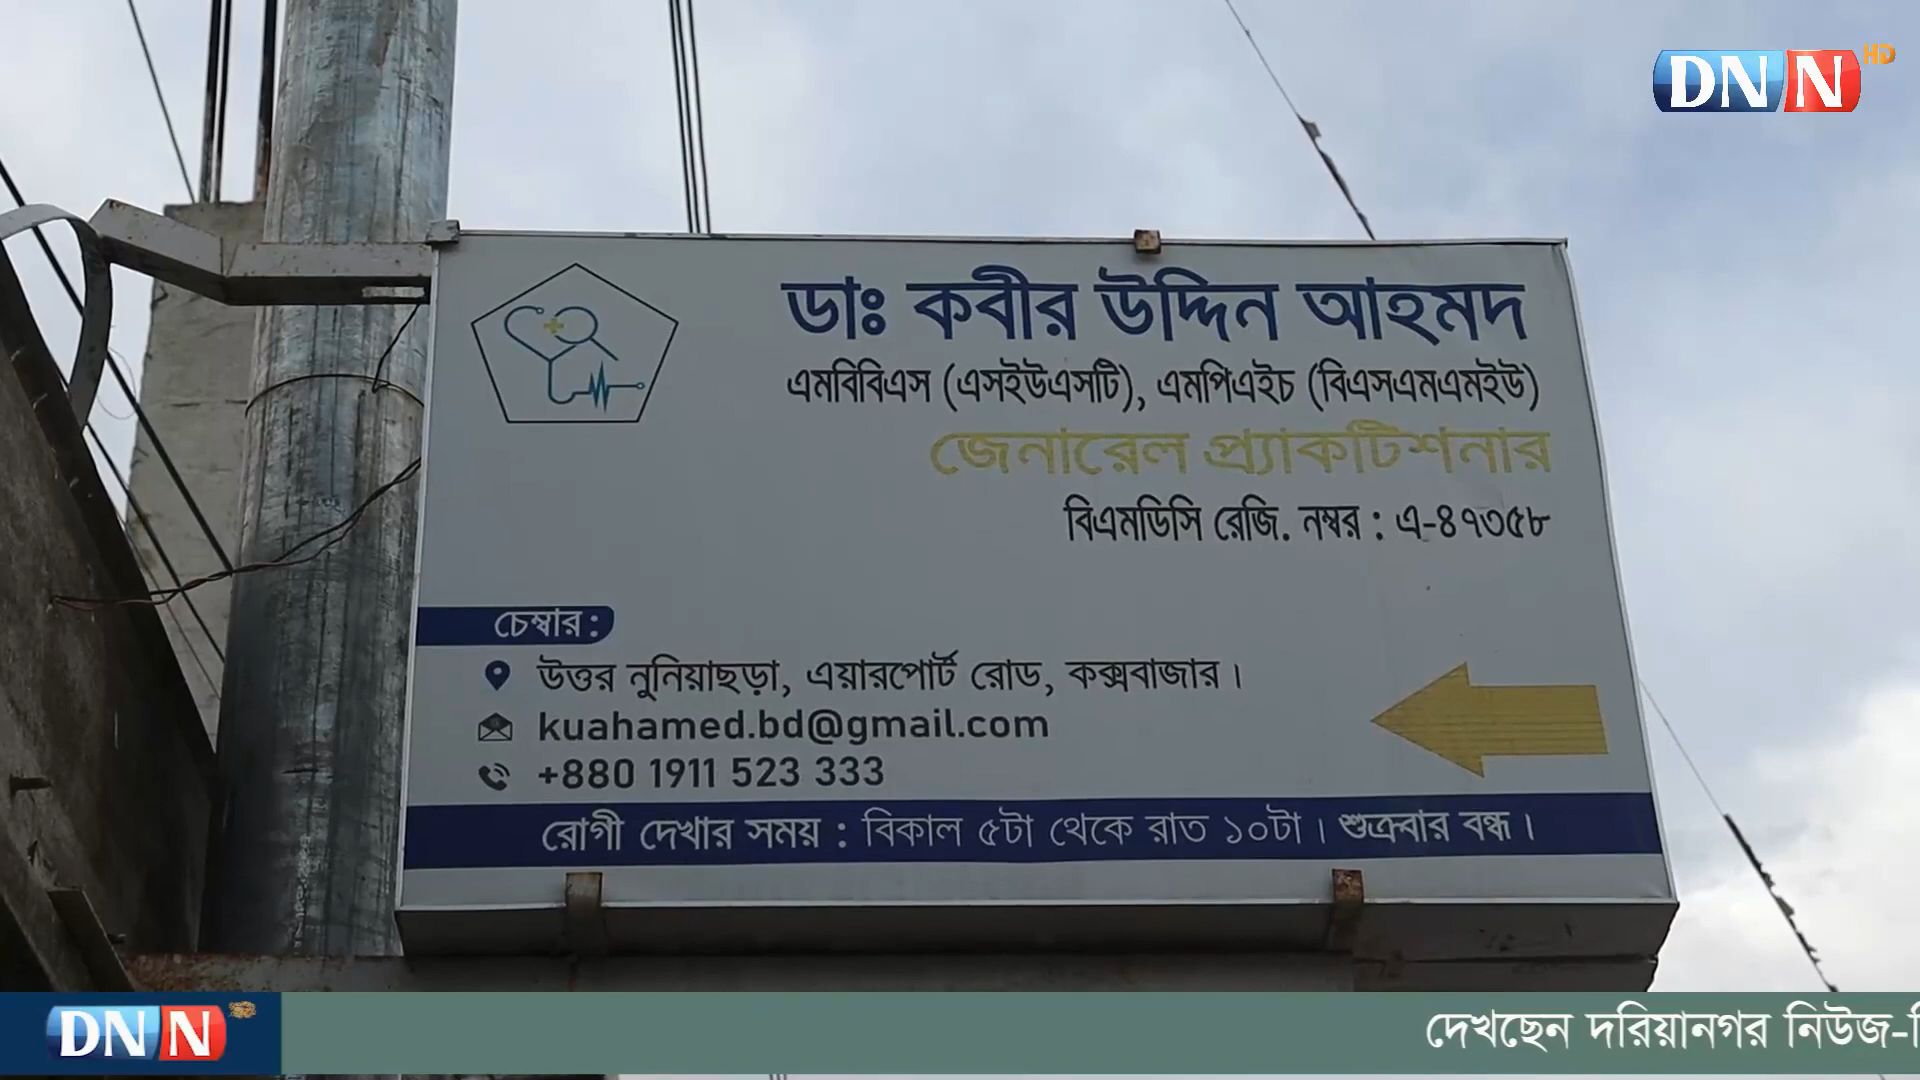 DNN HD
ডাঃ কবীর উদ্দিন আহমদ
এমবিবিএস (এসইউএসটি), এমপিএইচ (বিএসএমএমইউ)
জেনারেল প্র্যাকটিশনার
বিএমডিসি রেজি. নম্বর : এ-৪৭৩৫৮
চেম্বার :
উত্তর নুনিয়াছড়া, এয়ারপোর্ট রোড, কক্সবাজার।
kuahamed.bd@gmail.com
+880 1911 523 333
রোগী দেখার সময় : বিকাল ৫টা থেকে রাত ১০টা। শুক্রবার বন্ধ।
DNN
দেখছেন দরিয়ানগর নিউজ-